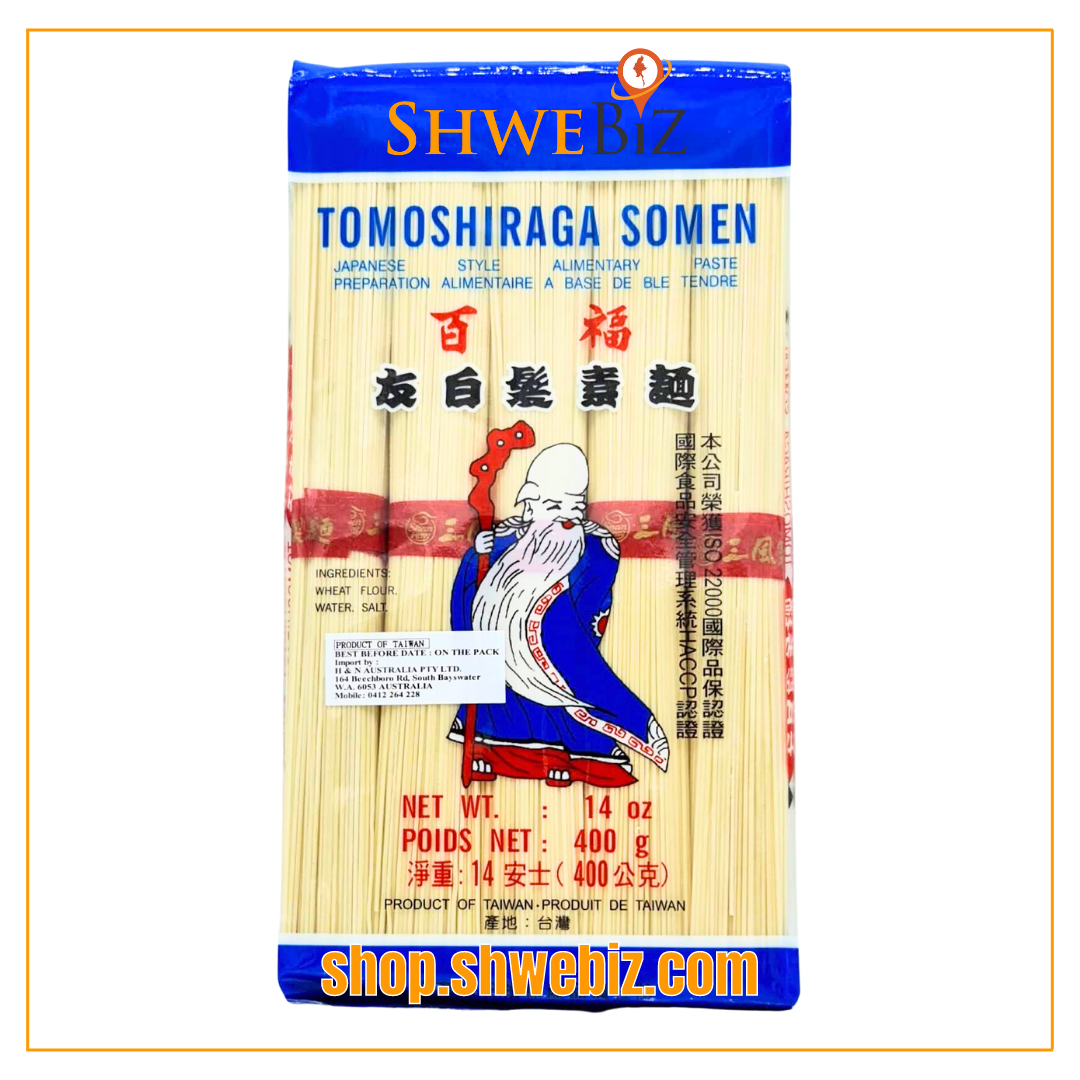 SHWEBIZ
TOMOSHIRAGA SOMEN
JAPANESE STYLE ALIMENTARY PASTE
PREPARATION ALIMENTAIRE A BASE DE BLE TENDRE
百福
友白髮素麵
本公司榮獲ISO 22000國際品保認證
國際食品安全管理系統HACCP認證
三風
INGREDIENTS:
WHEAT FLOUR.
WATER. SALT.
PRODUCT OF TAIWAN
BEST BEFORE DATE : ON THE PACK
Import by :
H & N AUSTRALIA PTY LTD.
164 Beechboro Rd, South Bayswater
W.A. 6053 AUSTRALIA
Mobile: 0412 264 228
NET WT. : 14 oz
POIDS NET : 400 g
淨重:14 安士(400公克)
PRODUCT OF TAIWAN·PRODUIT DE TAIWAN
產地：台灣
shop.shwebiz.com